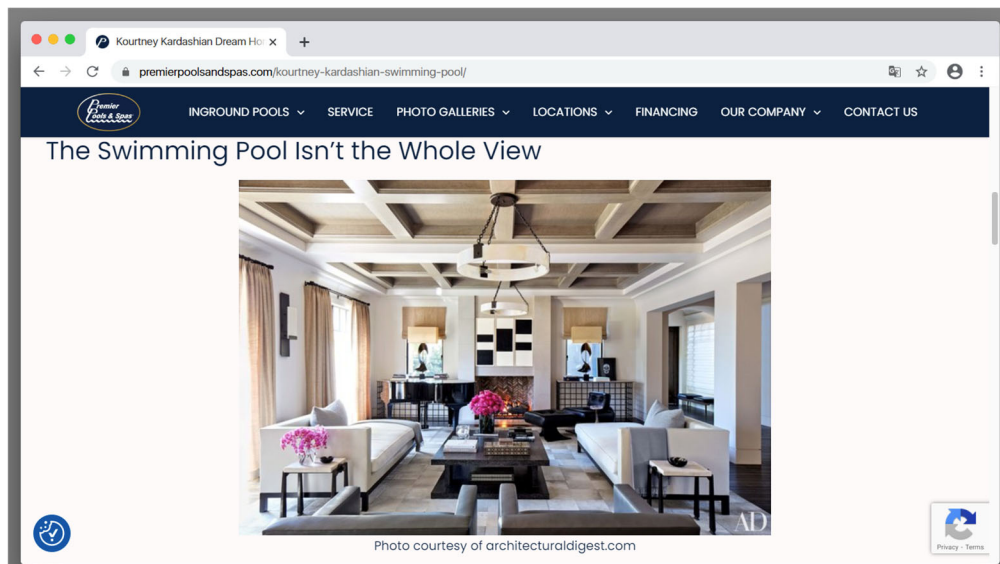 Kourtney Kardashian Dream Ho
premierpoolsandspas.com/kourtney-kardashian-swimming-pool/
Premier
Pools & Spas
INGROUND POOLS SERVICE PHOTO GALLERIES LOCATIONS FINANCING OUR COMPANY CONTACT US
The Swimming Pool Isn't the Whole View
AD
Photo courtesy of architecturaldigest.com
Privacy - Terms